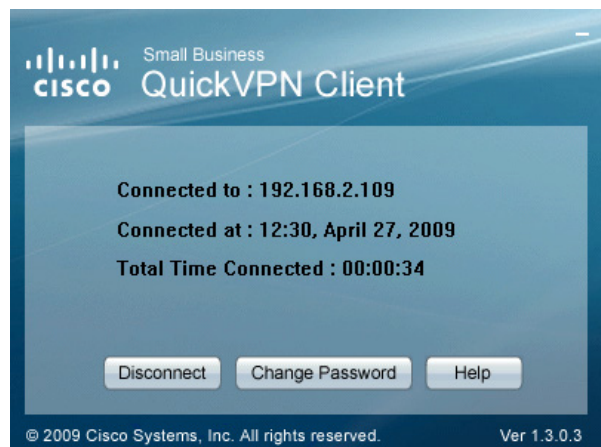 Small Business
CISCO QuickVPN Client
Connected to : 192.168.2.109
Connected at : 12:30, April 27, 2009
Total Time Connected : 00:00:34
Disconnect Change Password Help
© 2009 Cisco Systems, Inc. All rights reserved. Ver 1.3.0.3